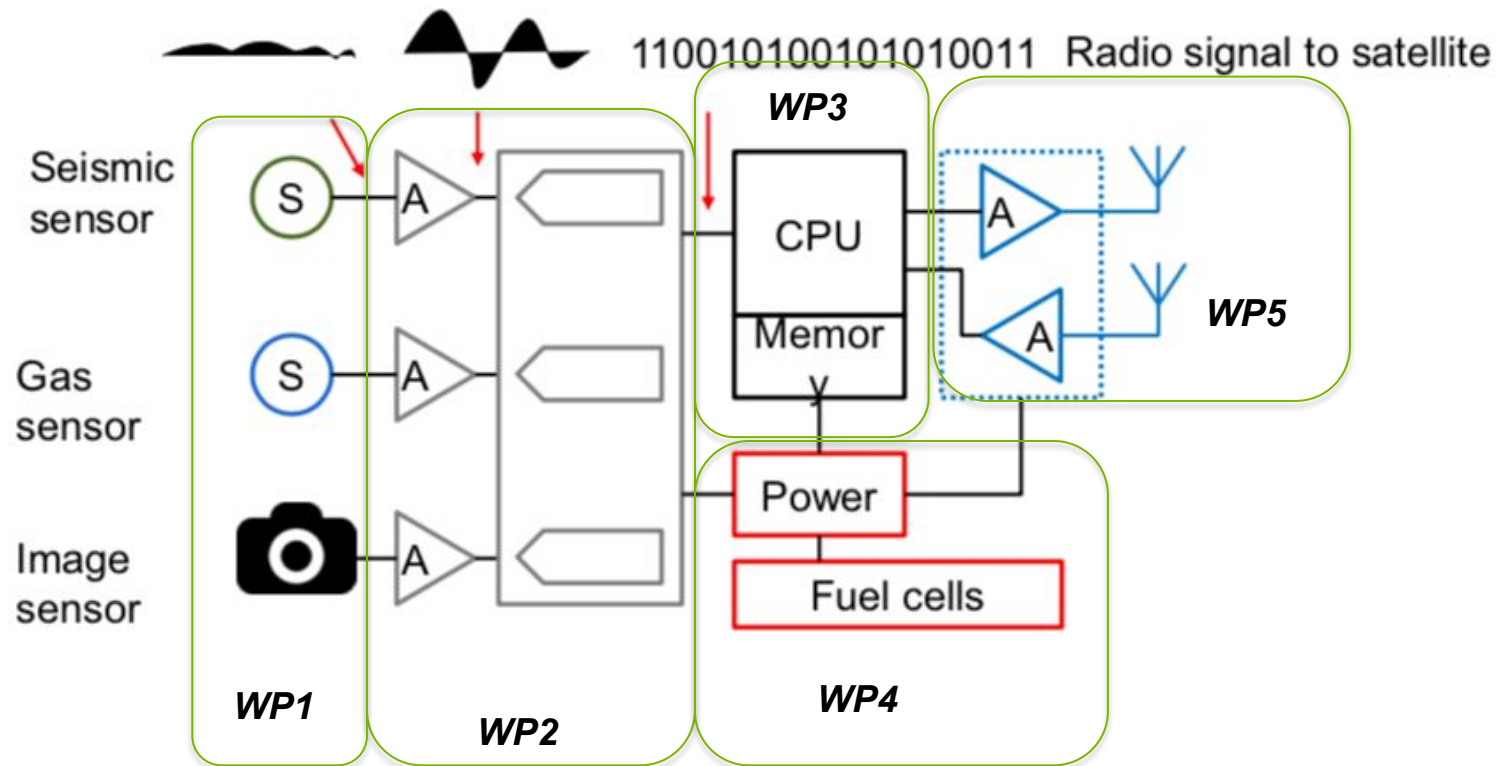 110010100101010011 Radio signal to satellite
WP3
Seismic
sensor
S
A
CPU
A
WP5
Memor
y
A
Gas
sensor
S
A
Power
Image
sensor
A
Fuel cells
WP1
WP2
WP4